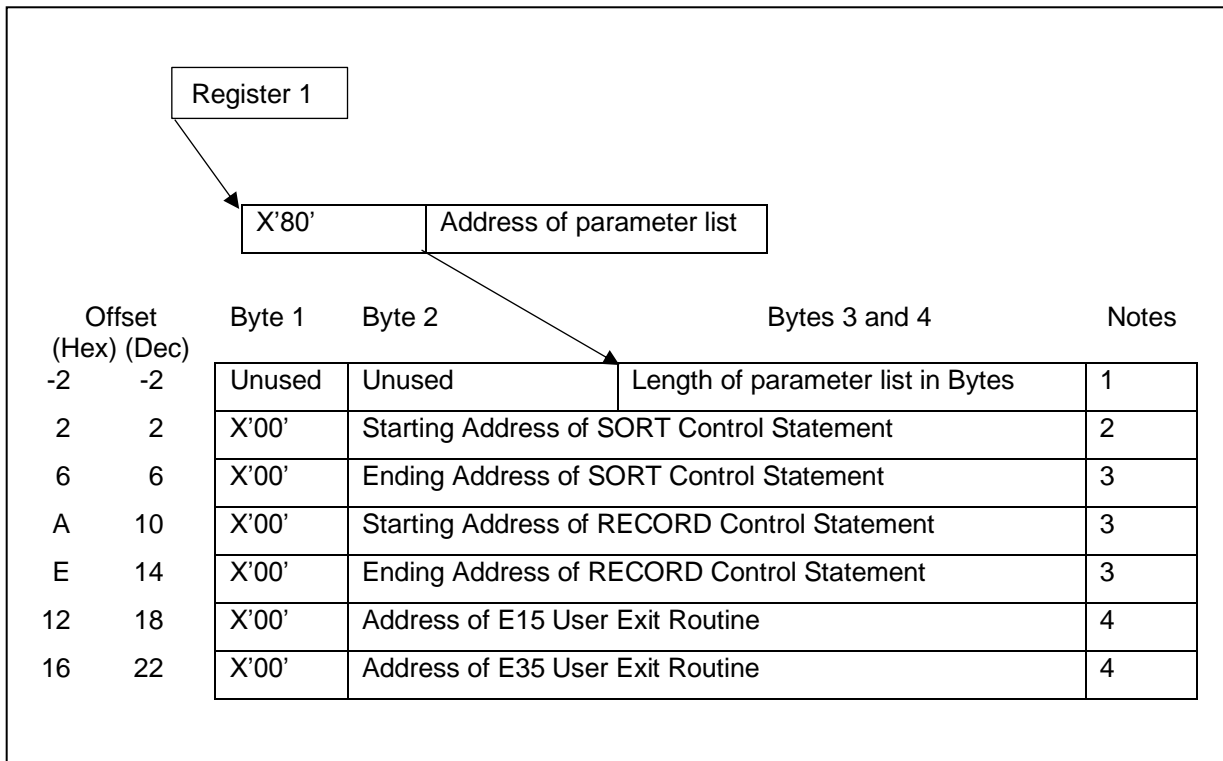 Register 1
X’80’ Address of parameter list
Offset Byte 1 Byte 2 Bytes 3 and 4 Notes
(Hex) (Dec)
-2 -2 Unused Unused Length of parameter list in Bytes 1
2 2 X’00’ Starting Address of SORT Control Statement 2
6 6 X’00’ Ending Address of SORT Control Statement 3
A 10 X’00’ Starting Address of RECORD Control Statement 3
E 14 X’00’ Ending Address of RECORD Control Statement 3
12 18 X’00’ Address of E15 User Exit Routine 4
16 22 X’00’ Address of E35 User Exit Routine 4